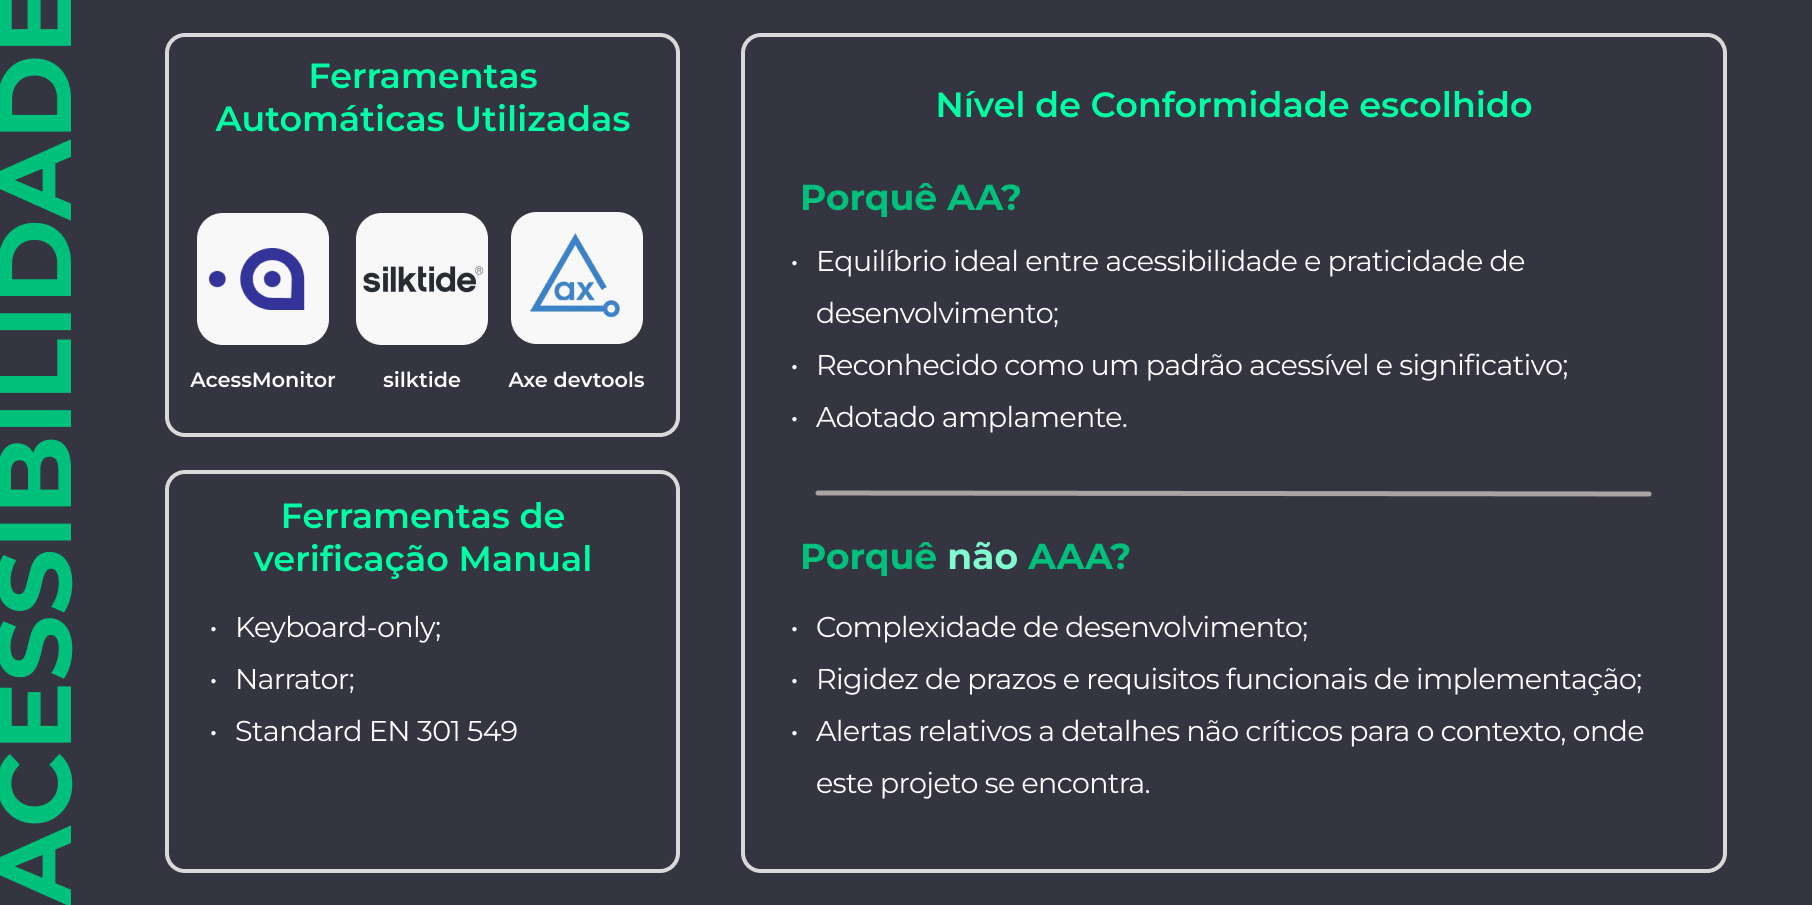 ACESSIBILIDADE
Ferramentas
Automáticas Utilizadas
silktide®
ax
AcessMonitor
silktide
Axe devtools
Ferramentas de
verificação Manual
• Keyboard-only;
• Narrator;
• Standard EN 301 549
Nível de Conformidade escolhido
Porquê AA?
• Equilíbrio ideal entre acessibilidade e praticidade de
desenvolvimento;
• Reconhecido como um padrão acessível e significativo;
• Adotado amplamente.
Porquê não AAA?
• Complexidade de desenvolvimento;
• Rigidez de prazos e requisitos funcionais de implementação;
• Alertas relativos a detalhes não críticos para o contexto, onde
este projeto se encontra.